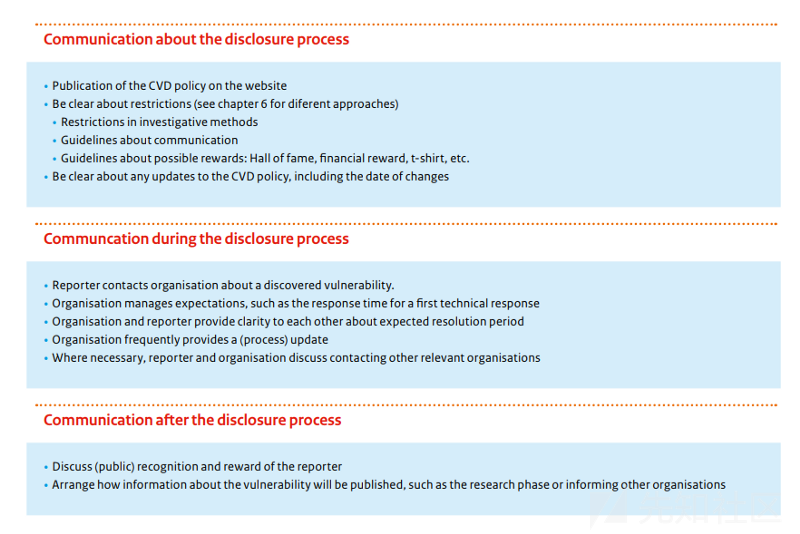 Communication about the disclosure process
• Publication of the CVD policy on the website
• Be clear about restrictions (see chapter 6 for diferent approaches)
• Restrictions in investigative methods
• Guidelines about communication
• Guidelines about possible rewards: Hall of fame, financial reward, t-shirt, etc.
• Be clear about any updates to the CVD policy, including the date of changes
Communcation during the disclosure process
• Reporter contacts organisation about a discovered vulnerability.
• Organisation manages expectations, such as the response time for a first technical response
• Organisation and reporter provide clarity to each other about expected resolution period
• Organisation frequently provides a (process) update
• Where necessary, reporter and organisation discuss contacting other relevant organisations
Communication after the disclosure process
• Discuss (public) recognition and reward of the reporter
• Arrange how information about the vulnerability will be published, such as the research phase or informing other organisations